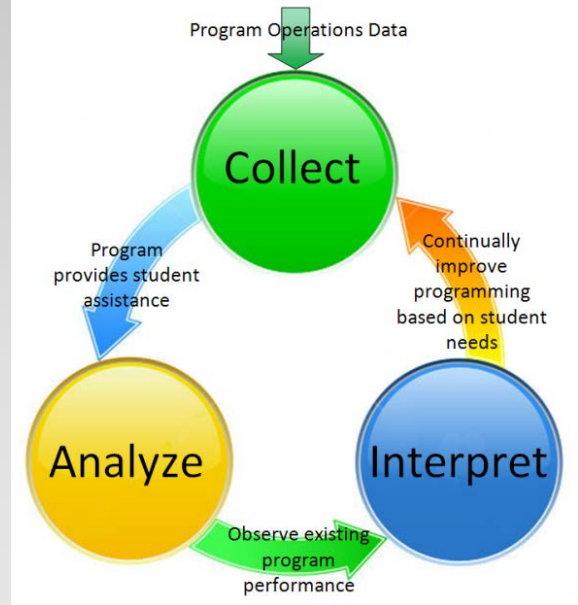 Program Operations Data
Collect
Program
provides student
assistance
Continually
improve
programming
based on student
needs
Analyze
Interpret
Observe existing
program
performance